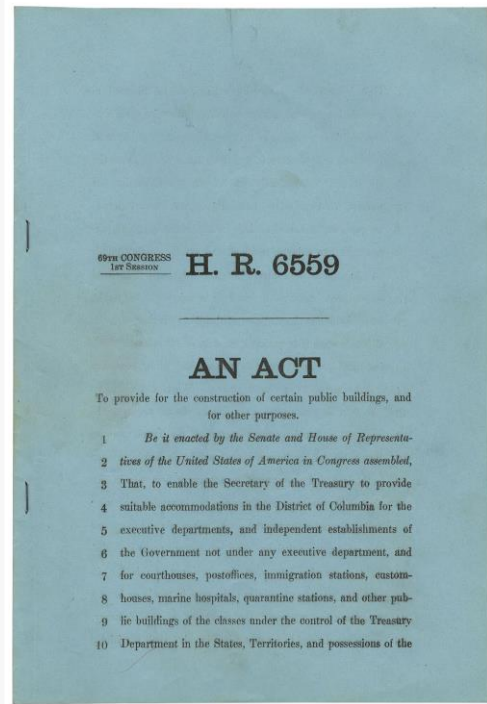 69TH CONGRESS
1ST SESSION
H. R. 6559
AN ACT
To provide for the construction of certain public buildings, and
for other purposes.
1 Be it enacted by the Senate and House of Representa-
2 tives of the United States of America in Congress assembled,
3 That, to enable the Secretary of the Treasury to provide
4 suitable accommodations in the District of Columbia for the
5 executive departments, and independent establishments of
6 the Government not under any executive department, and
7 for courthouses, postoffices, immigration stations, custom-
8 houses, marine hospitals, quarantine stations, and other pub-
9 lic buildings of the classes under the control of the Treasury
10 Department in the States, Territories, and possessions of the